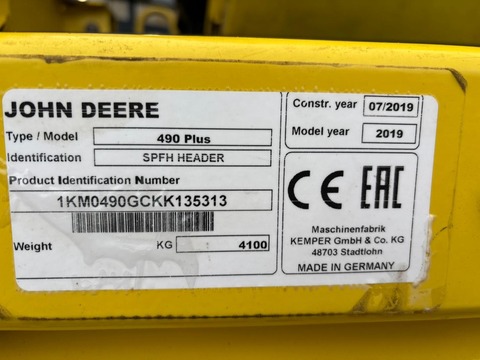 JOHN DEERE
Type / Model 490 Plus
Identification SPFH HEADER
Product Identification Number
1KM0490GCKK135313
Weight KG 4100
Constr. year 07/2019
Model year 2019
CE EAC
Maschinenfabrik
KEMPER GmbH & Co. KG
48703 Stadtlohn
MADE IN GERMANY